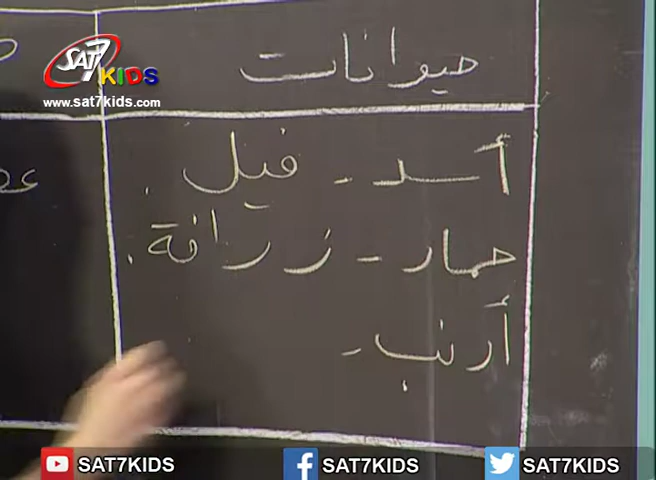 SAT7
KIDS
www.sat7kids.com
حيوانات
أسد - فيل
حمار - زرافة
أرنب -
SAT7KIDS
SAT7KIDS
SAT7KIDS